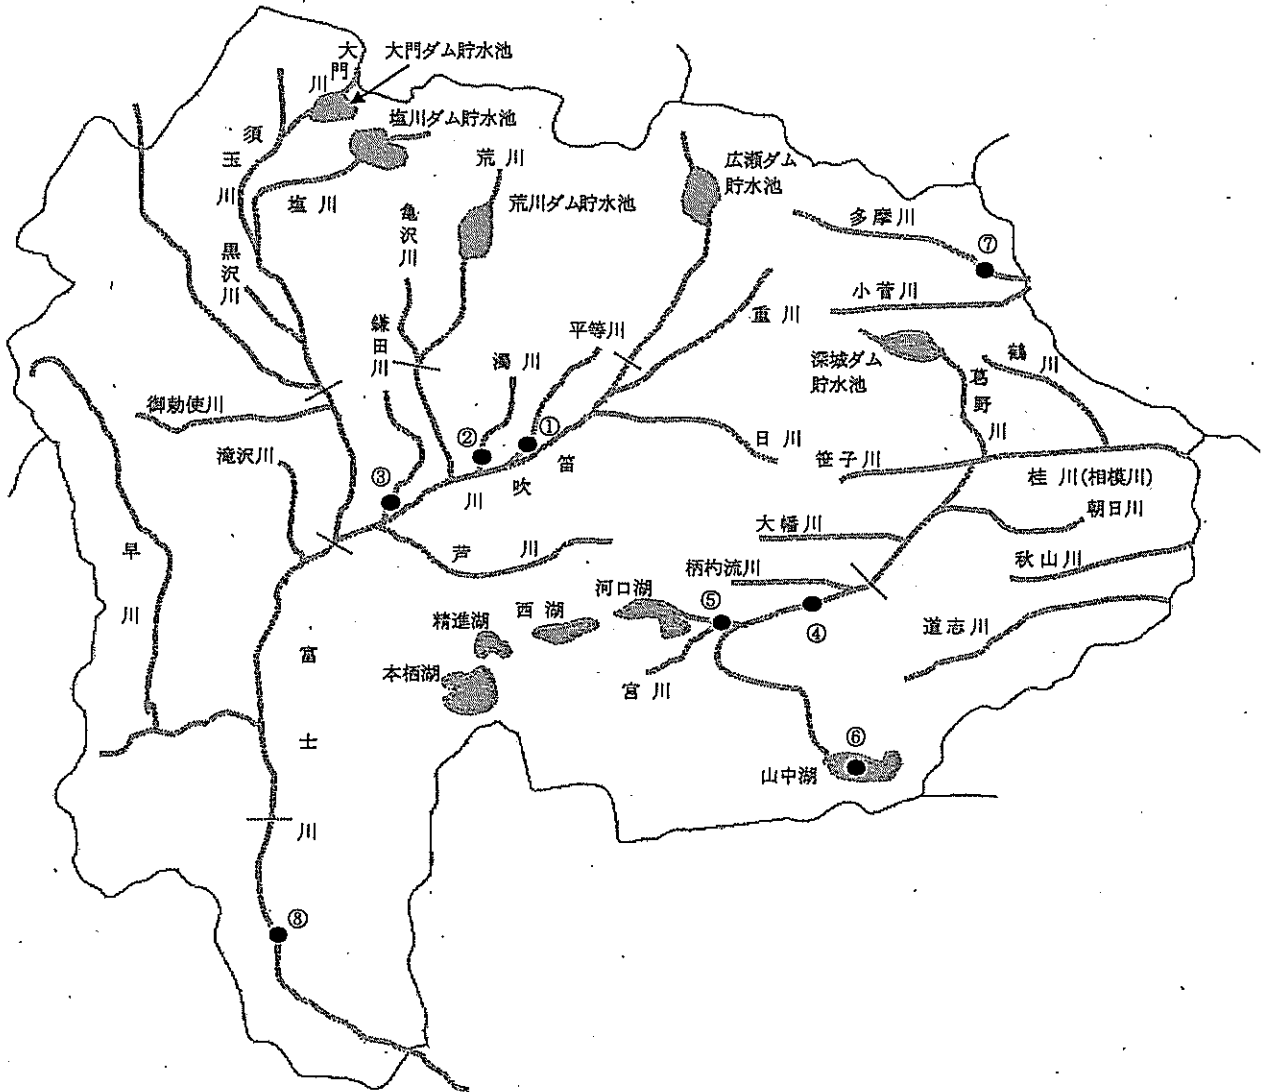 大門川
大門ダム貯水池
塩川ダム貯水池
須玉川
塩川
荒川
荒川ダム貯水池
亀沢川
黒沢川
広瀬ダム
貯水池
多摩川
⑦
小菅川
重川
平等川
鎌田川
濁川
深城ダム
貯水池
鶴川
葛野川
御勅使川
滝沢川
②
①
③
日川
笹子川
桂川(相模川)
笛吹川
朝日川
大幡川
秋山川
芦川
早川
柄杓流川
河口湖
⑤
④
西湖
精進湖
本栖湖
道志川
宮川
富士川
⑥
山中湖
⑧